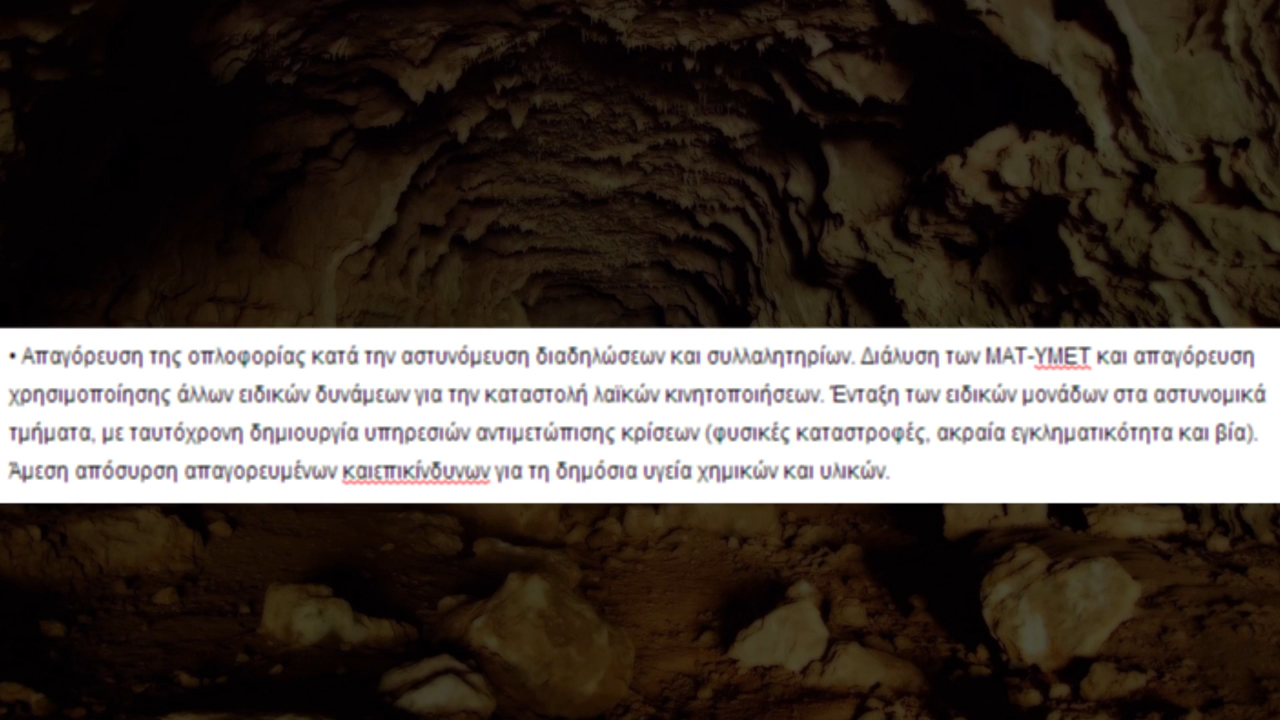 • Απαγόρευση της οπλοφορίας κατά την αστυνόμευση διαδηλώσεων και συλλαλητηρίων. Διάλυση των ΜΑΤ-ΥΜΕΤ και απαγόρευση
χρησιμοποίησης άλλων ειδικών δυνάμεων για την καταστολή λαϊκών κινητοποιήσεων. Ένταξη των ειδικών μονάδων στα αστυνομικά
τμήματα, με ταυτόχρονη δημιουργία υπηρεσιών αντιμετώπισης κρίσεων (φυσικές καταστροφές, ακραία εγκληματικότητα και βία).
Άμεση απόσυρση απαγορευμένων καιεπικίνδυνων για τη δημόσια υγεία χημικών και υλικών.